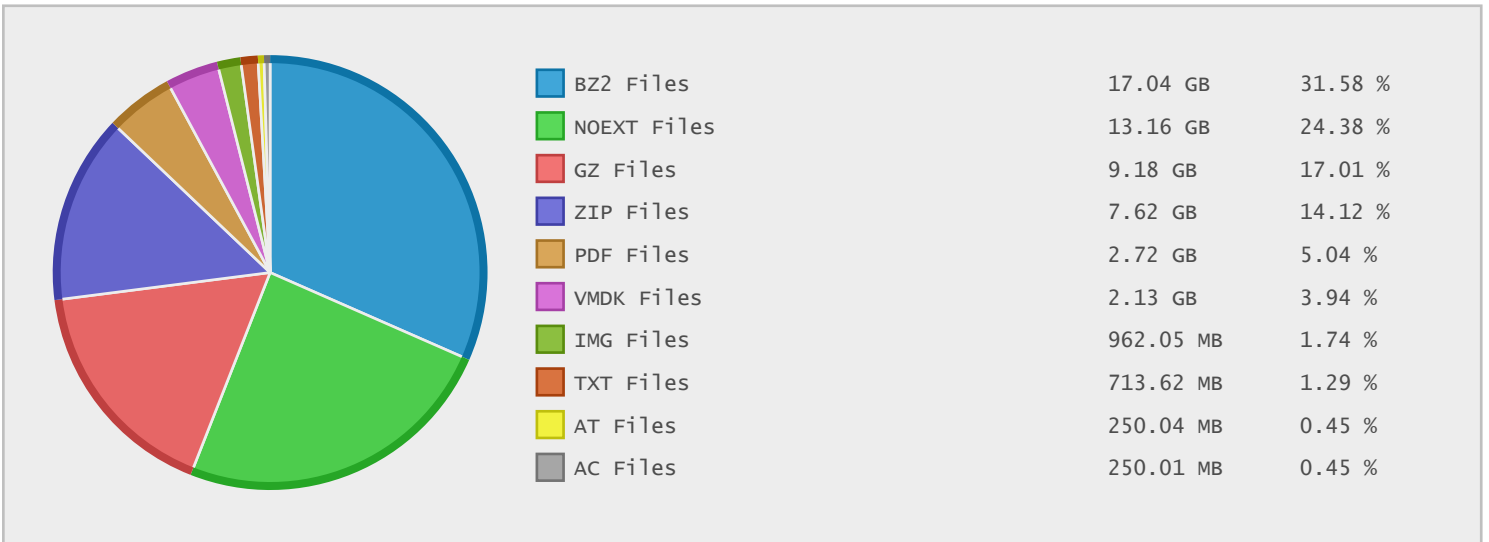 BZ2 Files 17.04 GB 31.58 %
NOEXT Files 13.16 GB 24.38 %
GZ Files 9.18 GB 17.01 %
ZIP Files 7.62 GB 14.12 %
PDF Files 2.72 GB 5.04 %
VMDK Files 2.13 GB 3.94 %
IMG Files 962.05 MB 1.74 %
TXT Files 713.62 MB 1.29 %
AT Files 250.04 MB 0.45 %
AC Files 250.01 MB 0.45 %